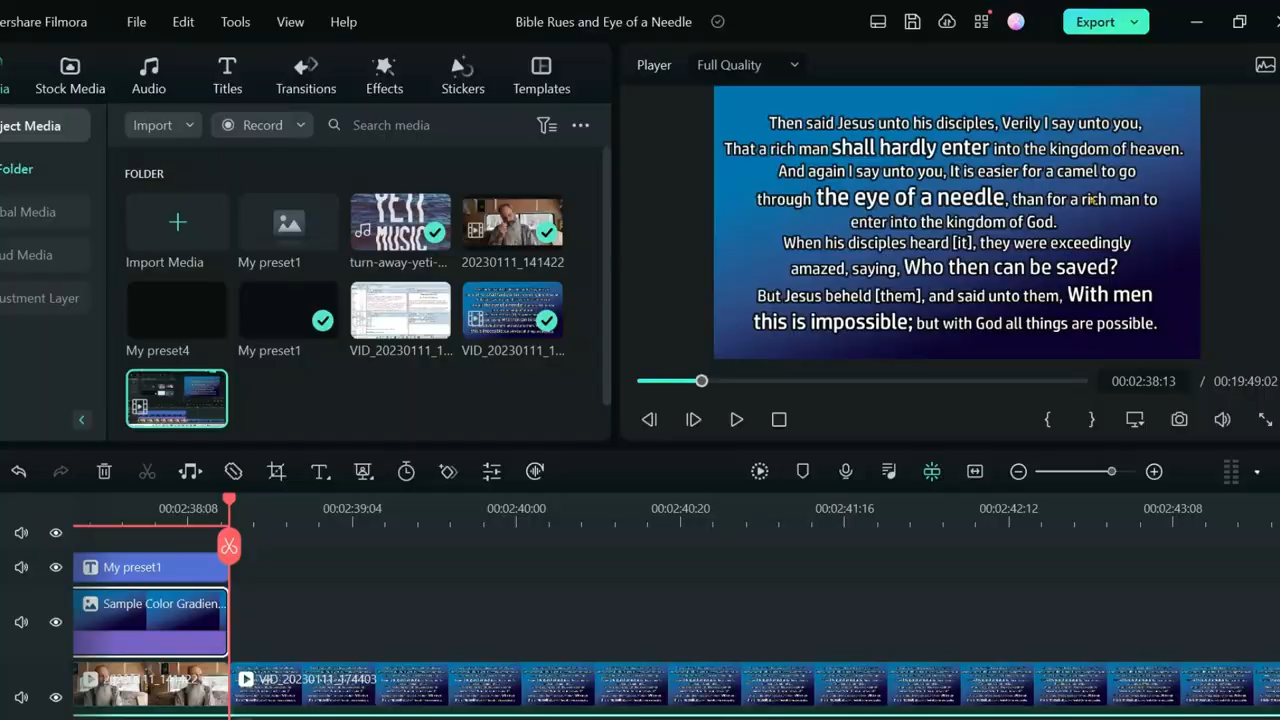 ershare Filmora File Edit Tools View Help Bible Rues and Eye of a Needle Export
Stock Media Audio Titles Transitions Effects Stickers Templates
Player Full Quality
ject Media
Import Record Search media
Folder
FOLDER
bal Media
ud Media
ustment Layer
Import Media My preset1 turn-away-yeti-... 20230111_141422
YETI
MUSIC
My preset4 My preset1 VID_20230111_1... VID_20230111_1...
Then said Jesus unto his disciples, Verily I say unto you,
That a rich man shall hardly enter into the kingdom of heaven.
And again I say unto you, It is easier for a camel to go
through the eye of a needle, than for a rich man to
enter into the kingdom of God.
When his disciples heard [it], they were exceedingly
amazed, saying, Who then can be saved?
But Jesus beheld [them], and said unto them, With men
this is impossible; but with God all things are possible.
00:02:38:13 / 00:19:49:02
00:02:38:08 00:02:39:04 00:02:40:00 00:02:40:20 00:02:41:16 00:02:42:12 00:02:43:08
My preset1
Sample Color Gradien...
VID_20230111_174403